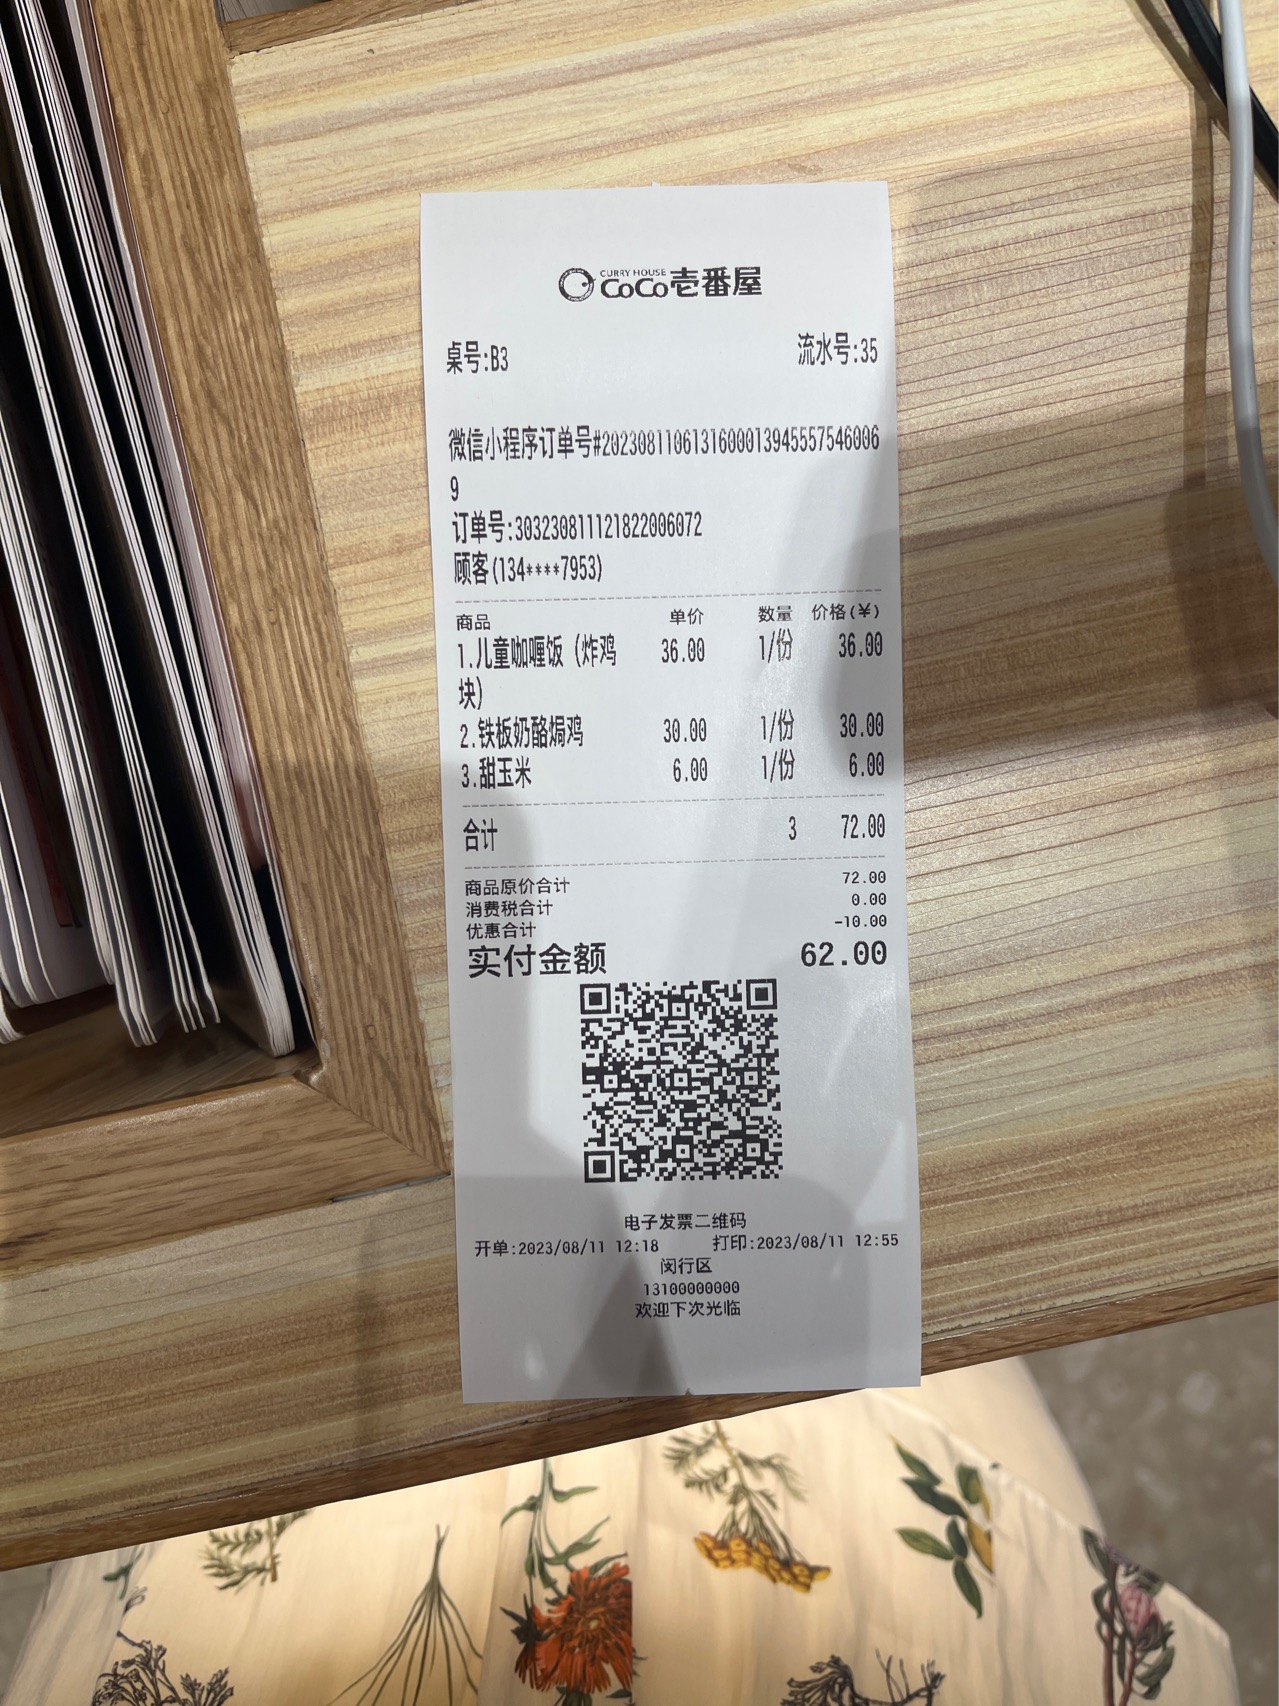 CURRY HOUSE
CoCo壱番屋
桌号:B3 流水号:35
微信小程序订单号#2023081106131600013945557546006
9
订单号:303230811121822006072
顾客(134****7953)
商品 单价 数量 价格(¥)
1.儿童咖喱饭（炸鸡 36.00 1/份 36.00
块）
2.铁板奶酪焗鸡 30.00 1/份 30.00
3.甜玉米 6.00 1/份 6.00
合计 3 72.00
商品原价合计 72.00
消费税合计 0.00
优惠合计 -10.00
实付金额 62.00
电子发票二维码
开单:2023/08/11 12:18 打印:2023/08/11 12:55
闵行区
13100000000
欢迎下次光临